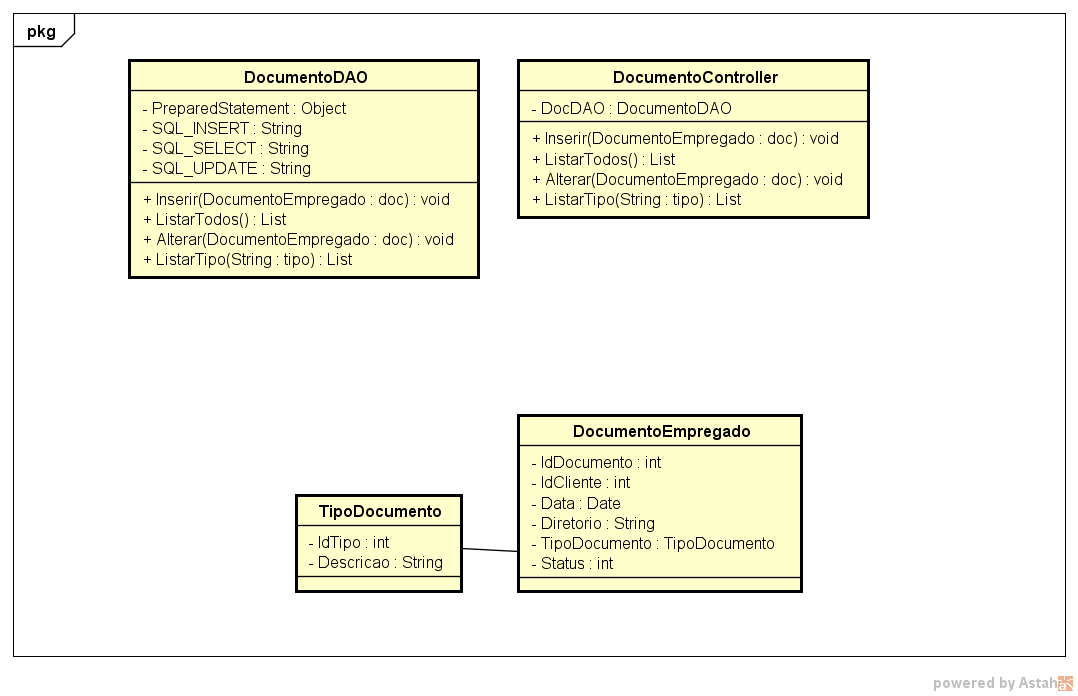 pkg
DocumentoDAO
- PreparedStatement : Object
- SQL_INSERT : String
- SQL_SELECT : String
- SQL_UPDATE : String
+ Inserir(DocumentoEmpregado : doc) : void
+ ListarTodos() : List
+ Alterar(DocumentoEmpregado : doc) : void
+ ListarTipo(String : tipo) : List
DocumentoController
- DocDAO : DocumentoDAO
+ Inserir(DocumentoEmpregado : doc) : void
+ ListarTodos() : List
+ Alterar(DocumentoEmpregado : doc) : void
+ ListarTipo(String : tipo) : List
TipoDocumento
- IdTipo : int
- Descricao : String
DocumentoEmpregado
- IdDocumento : int
- IdCliente : int
- Data : Date
- Diretorio : String
- TipoDocumento : TipoDocumento
- Status : int
powered by Astah